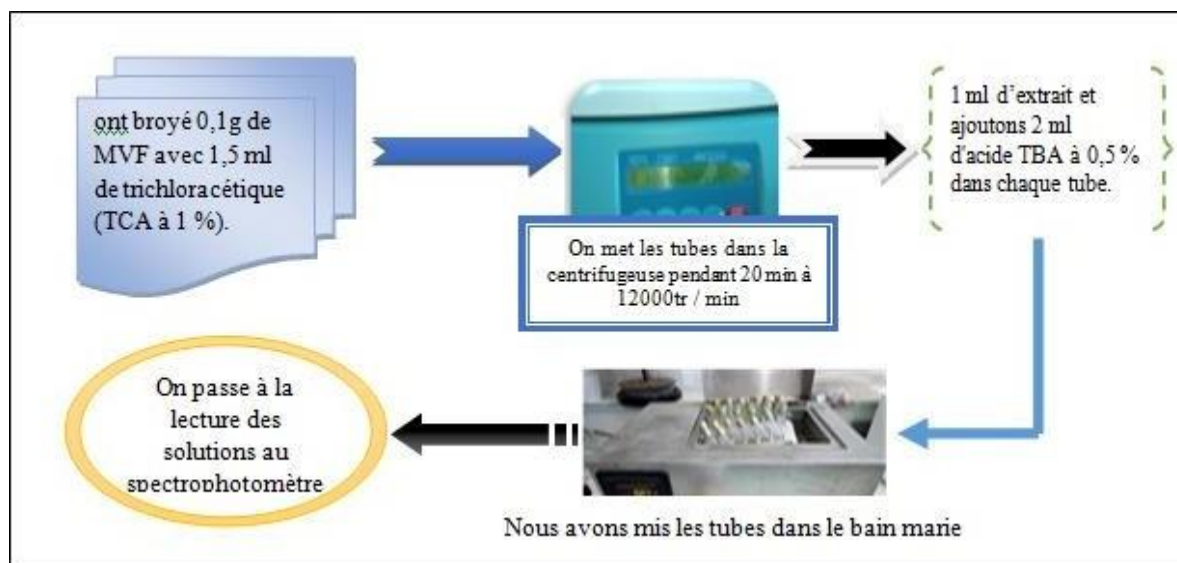 ont broyé 0,1g de
MVF avec 1,5 ml
de trichloracétique
(TCA à 1 %).
On met les tubes dans la
centrifugeuse pendant 20 min à
12000tr / min
1 ml d'extrait et
ajoutons 2 ml
d'acide TBA à 0,5 %
dans chaque tube.
Nous avons mis les tubes dans le bain marie
On passe à la
lecture des
solutions au
spectrophotomètre